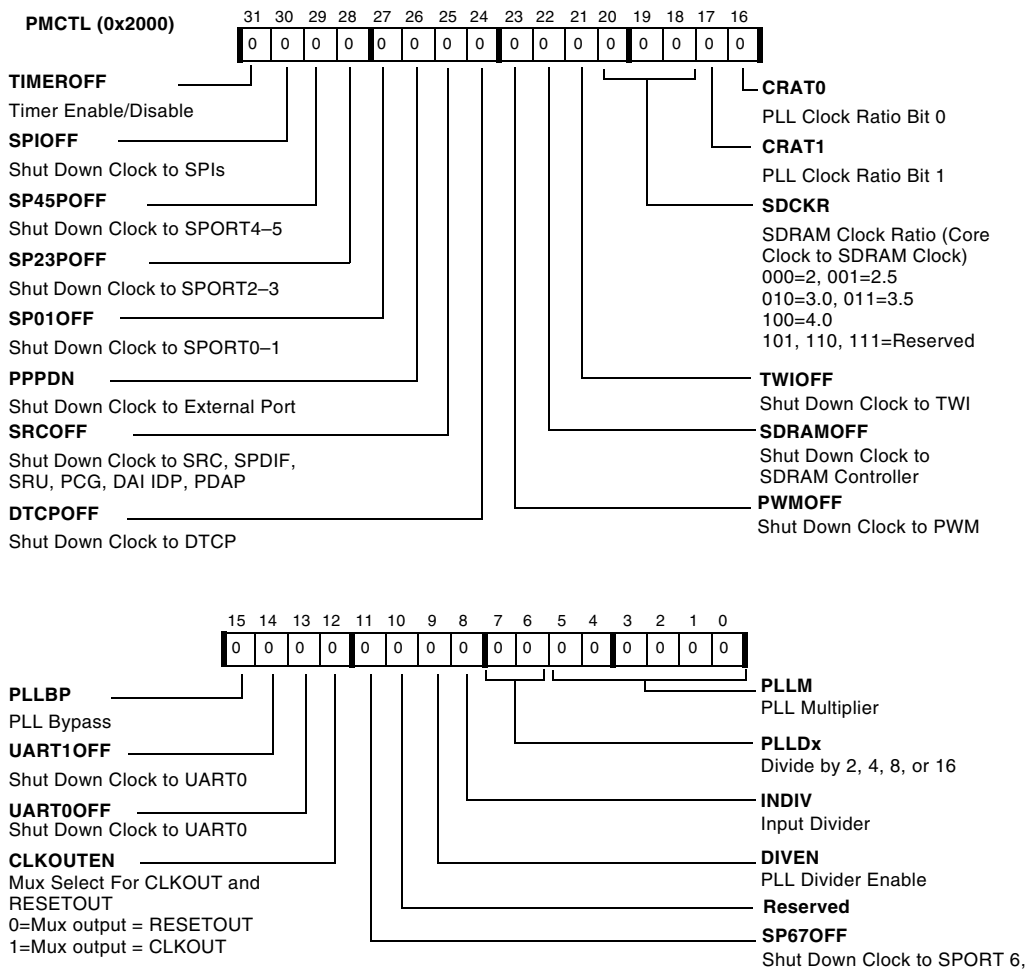 PMCTL (0x2000)
31 30 29 28 27 26 25 24 23 22 21 20 19 18 17 16
0 0 0 0 0 0 0 0 0 0 0 0 0 0 0 0
TIMEROFF
Timer Enable/Disable
SPIOFF
Shut Down Clock to SPIs
SP45POFF
Shut Down Clock to SPORT4–5
SP23POFF
Shut Down Clock to SPORT2–3
SP01OFF
Shut Down Clock to SPORT0–1
PPPDN
Shut Down Clock to External Port
SRCOFF
Shut Down Clock to SRC, SPDIF,
SRU, PCG, DAI IDP, PDAP
DTCPOFF
Shut Down Clock to DTCP
CRAT0
PLL Clock Ratio Bit 0
CRAT1
PLL Clock Ratio Bit 1
SDCKR
SDRAM Clock Ratio (Core
Clock to SDRAM Clock)
000=2, 001=2.5
010=3.0, 011=3.5
100=4.0
101, 110, 111=Reserved
TWIOFF
Shut Down Clock to TWI
SDRAMOFF
Shut Down Clock to
SDRAM Controller
PWMOFF
Shut Down Clock to PWM
15 14 13 12 11 10 9 8 7 6 5 4 3 2 1 0
0 0 0 0 0 0 0 0 0 0 0 0 0 0 0 0
PLLBP
PLL Bypass
UART1OFF
Shut Down Clock to UART0
UART0OFF
Shut Down Clock to UART0
CLKOUTEN
Mux Select For CLKOUT and
RESETOUT
0=Mux output = RESETOUT
1=Mux output = CLKOUT
PLLM
PLL Multiplier
PLLDx
Divide by 2, 4, 8, or 16
INDIV
Input Divider
DIVEN
PLL Divider Enable
Reserved
SP67OFF
Shut Down Clock to SPORT 6,